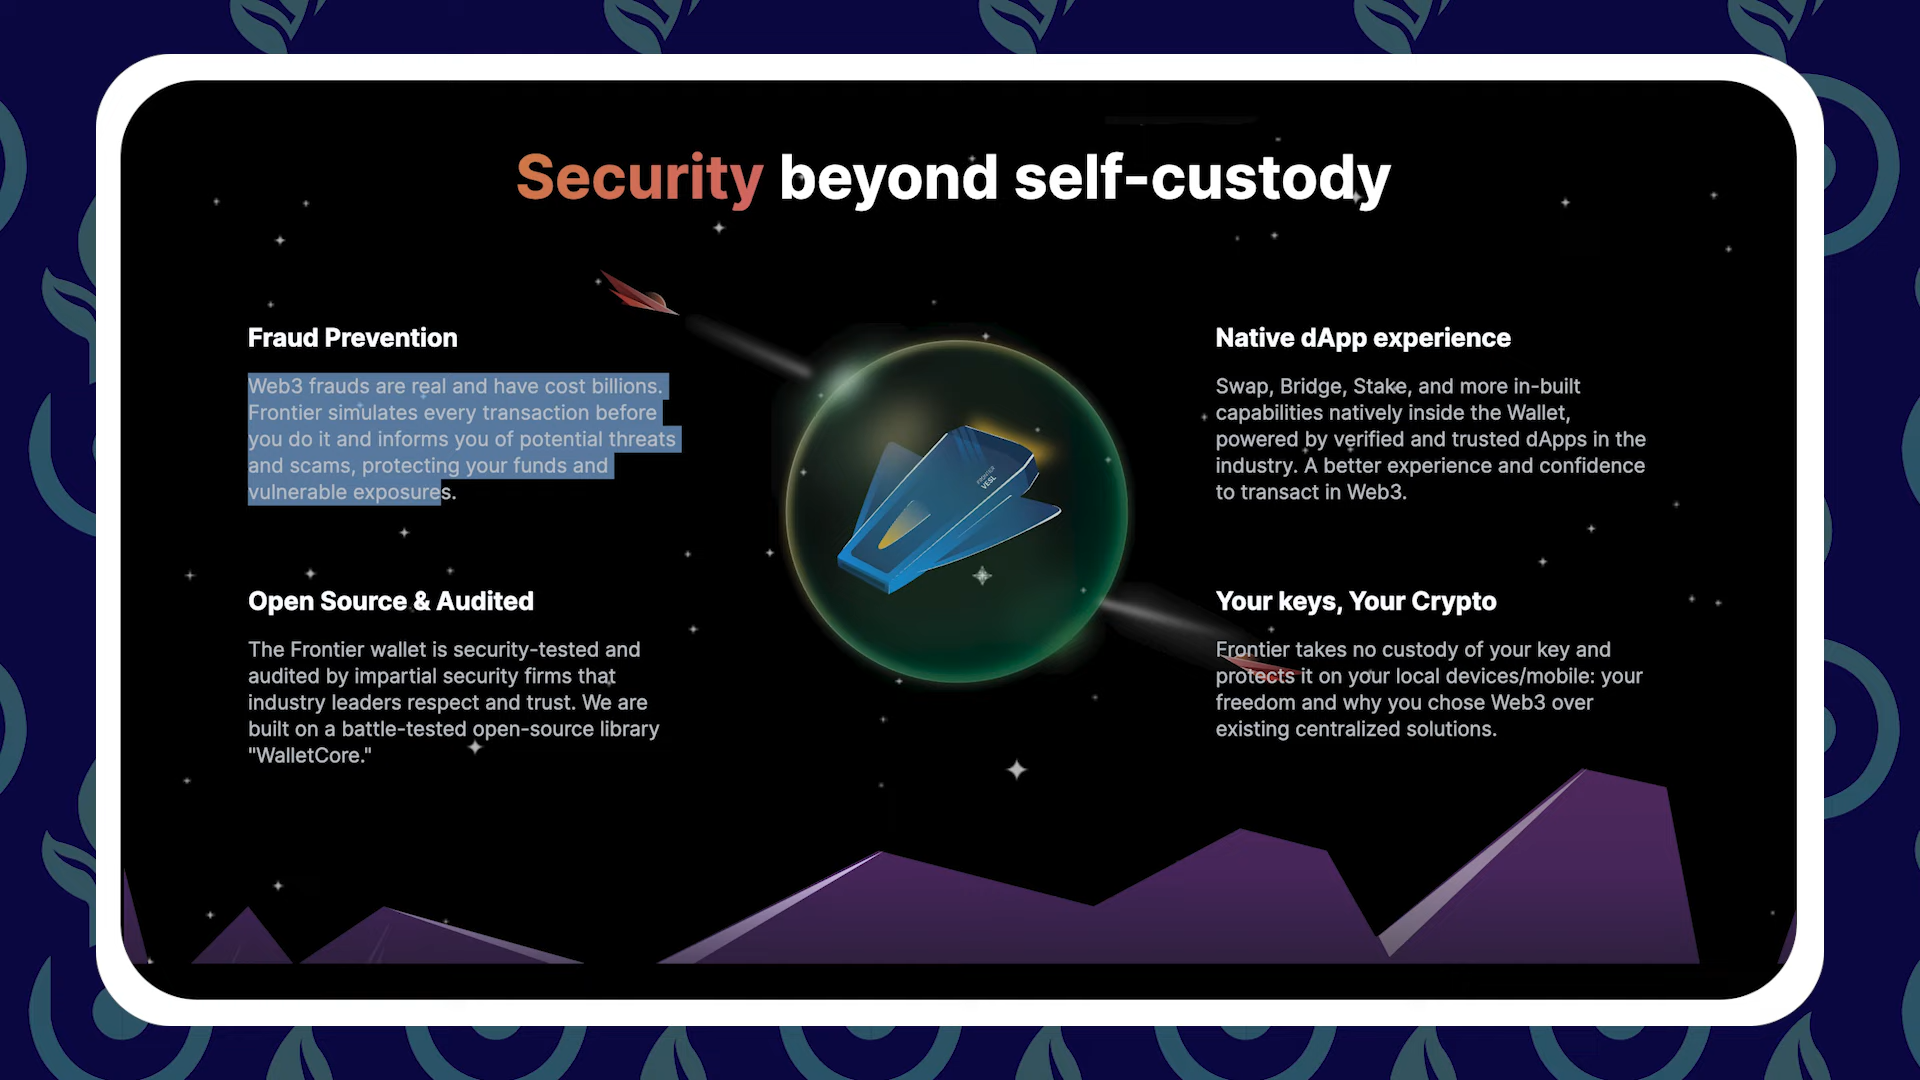 Security beyond self-custody
Fraud Prevention
Web3 frauds are real and have cost billions.
Frontier simulates every transaction before
you do it and informs you of potential threats
and scams, protecting your funds and
vulnerable exposures.
Open Source & Audited
The Frontier wallet is security-tested and
audited by impartial security firms that
industry leaders respect and trust. We are
built on a battle-tested open-source library
"WalletCore."
FRONTIER
VESL
Native dApp experience
Swap, Bridge, Stake, and more in-built
capabilities natively inside the Wallet,
powered by verified and trusted dApps in the
industry. A better experience and confidence
to transact in Web3.
Your keys, Your Crypto
Frontier takes no custody of your key and
protects it on your local devices/mobile: your
freedom and why you chose Web3 over
existing centralized solutions.